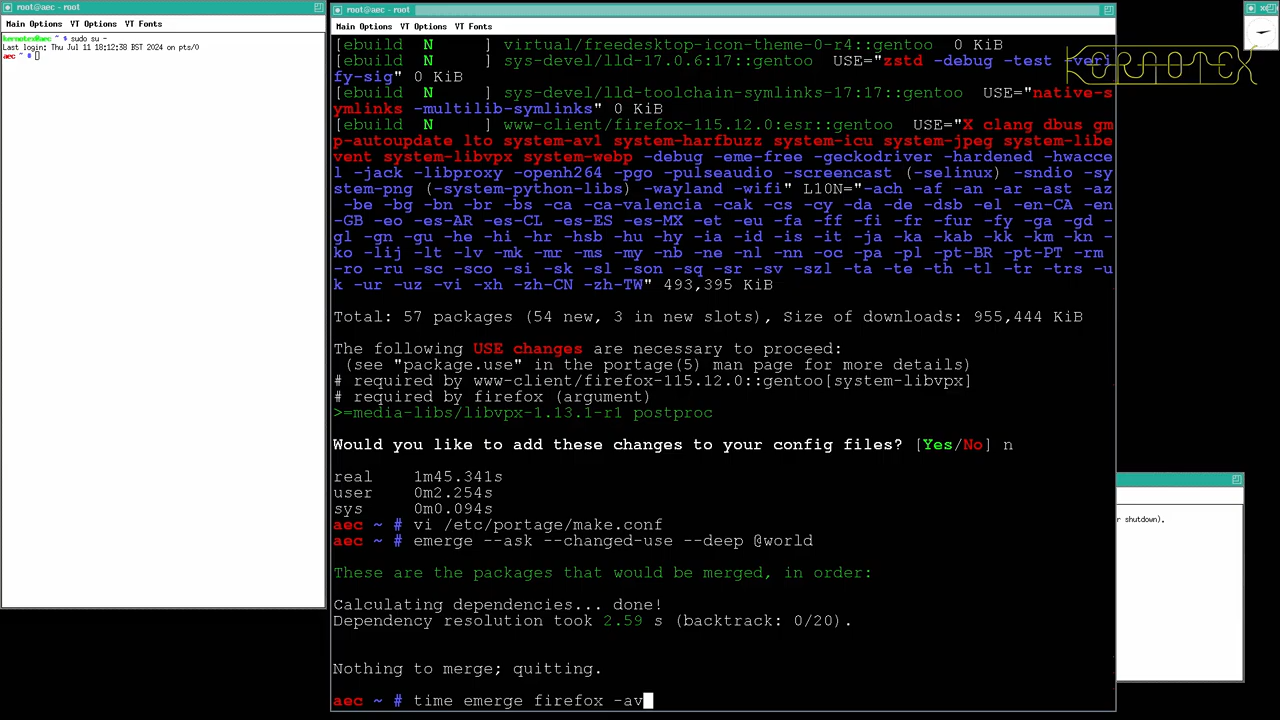 root@aec
Main Options VT Options VT Fonts
kernotex@aec ~ $ sudo su -
Last login: Thu Jul 11 18:12:38 BST 2024 on pts/0
aec ~ #
root@aec
Main Options VT Options VT Fonts
[ebuild  N     ] virtual/freedesktop-icon-theme-0-r4::gentoo  0 KiB
[ebuild  N     ] sys-devel/lld-17.0.6:17::gentoo  USE="zstd -debug -test -veri
fy-sig" 0 KiB
[ebuild  N     ] sys-devel/lld-toolchain-symlinks-17:17::gentoo  USE="native-s
ymlinks -multilib-symlinks" 0 KiB
[ebuild  N     ] www-client/firefox-115.12.0:esr::gentoo  USE="X clang dbus gm
p-autoupdate lto system-av1 system-harfbuzz system-icu system-jpeg system-libe
vent system-libvpx system-webp -debug -eme-free -geckodriver -hardened -hwacce
l -jack -libproxy -openh264 -pgo -pulseaudio -screencast (-selinux) -sndio -sy
stem-png (-system-python-libs) -wayland -wifi" L10N="-ach -af -an -ar -ast -az
-be -bg -bn -br -bs -ca -ca-valencia -cak -cs -cy -da -de -dsb -el -en-CA -en
-GB -eo -es-AR -es-CL -es-ES -es-MX -et -eu -fa -ff -fi -fr -fur -fy -ga -gd -
gl -gn -gu -he -hi -hr -hsb -hu -hy -ia -id -is -it -ja -ka -kab -kk -km -kn -
ko -lij -lt -lv -mk -mr -ms -my -nb -ne -nl -nn -oc -pa -pl -pt-BR -pt-PT -rm
-ro -ru -sc -sco -si -sk -sl -son -sq -sr -sv -szl -ta -te -th -tl -tr -trs -u
k -ur -uz -vi -xh -zh-CN -zh-TW" 493,395 KiB
Total: 57 packages (54 new, 3 in new slots), Size of downloads: 955,444 KiB
The following USE changes are necessary to proceed:
(see "package.use" in the portage(5) man page for more details)
# required by www-client/firefox-115.12.0::gentoo[system-libvpx]
# required by firefox (argument)
>=media-libs/libvpx-1.13.1-r1 postproc
Would you like to add these changes to your config files? [Yes/No] n
real    1m45.341s
user    0m2.254s
sys     0m0.094s
aec ~ # vi /etc/portage/make.conf
aec ~ # emerge --ask --changed-use --deep @world
These are the packages that would be merged, in order:
Calculating dependencies... done!
Dependency resolution took 2.59 s (backtrack: 0/20).
Nothing to merge; quitting.
aec ~ # time emerge firefox -av
KERNOTEX
r shutdown).